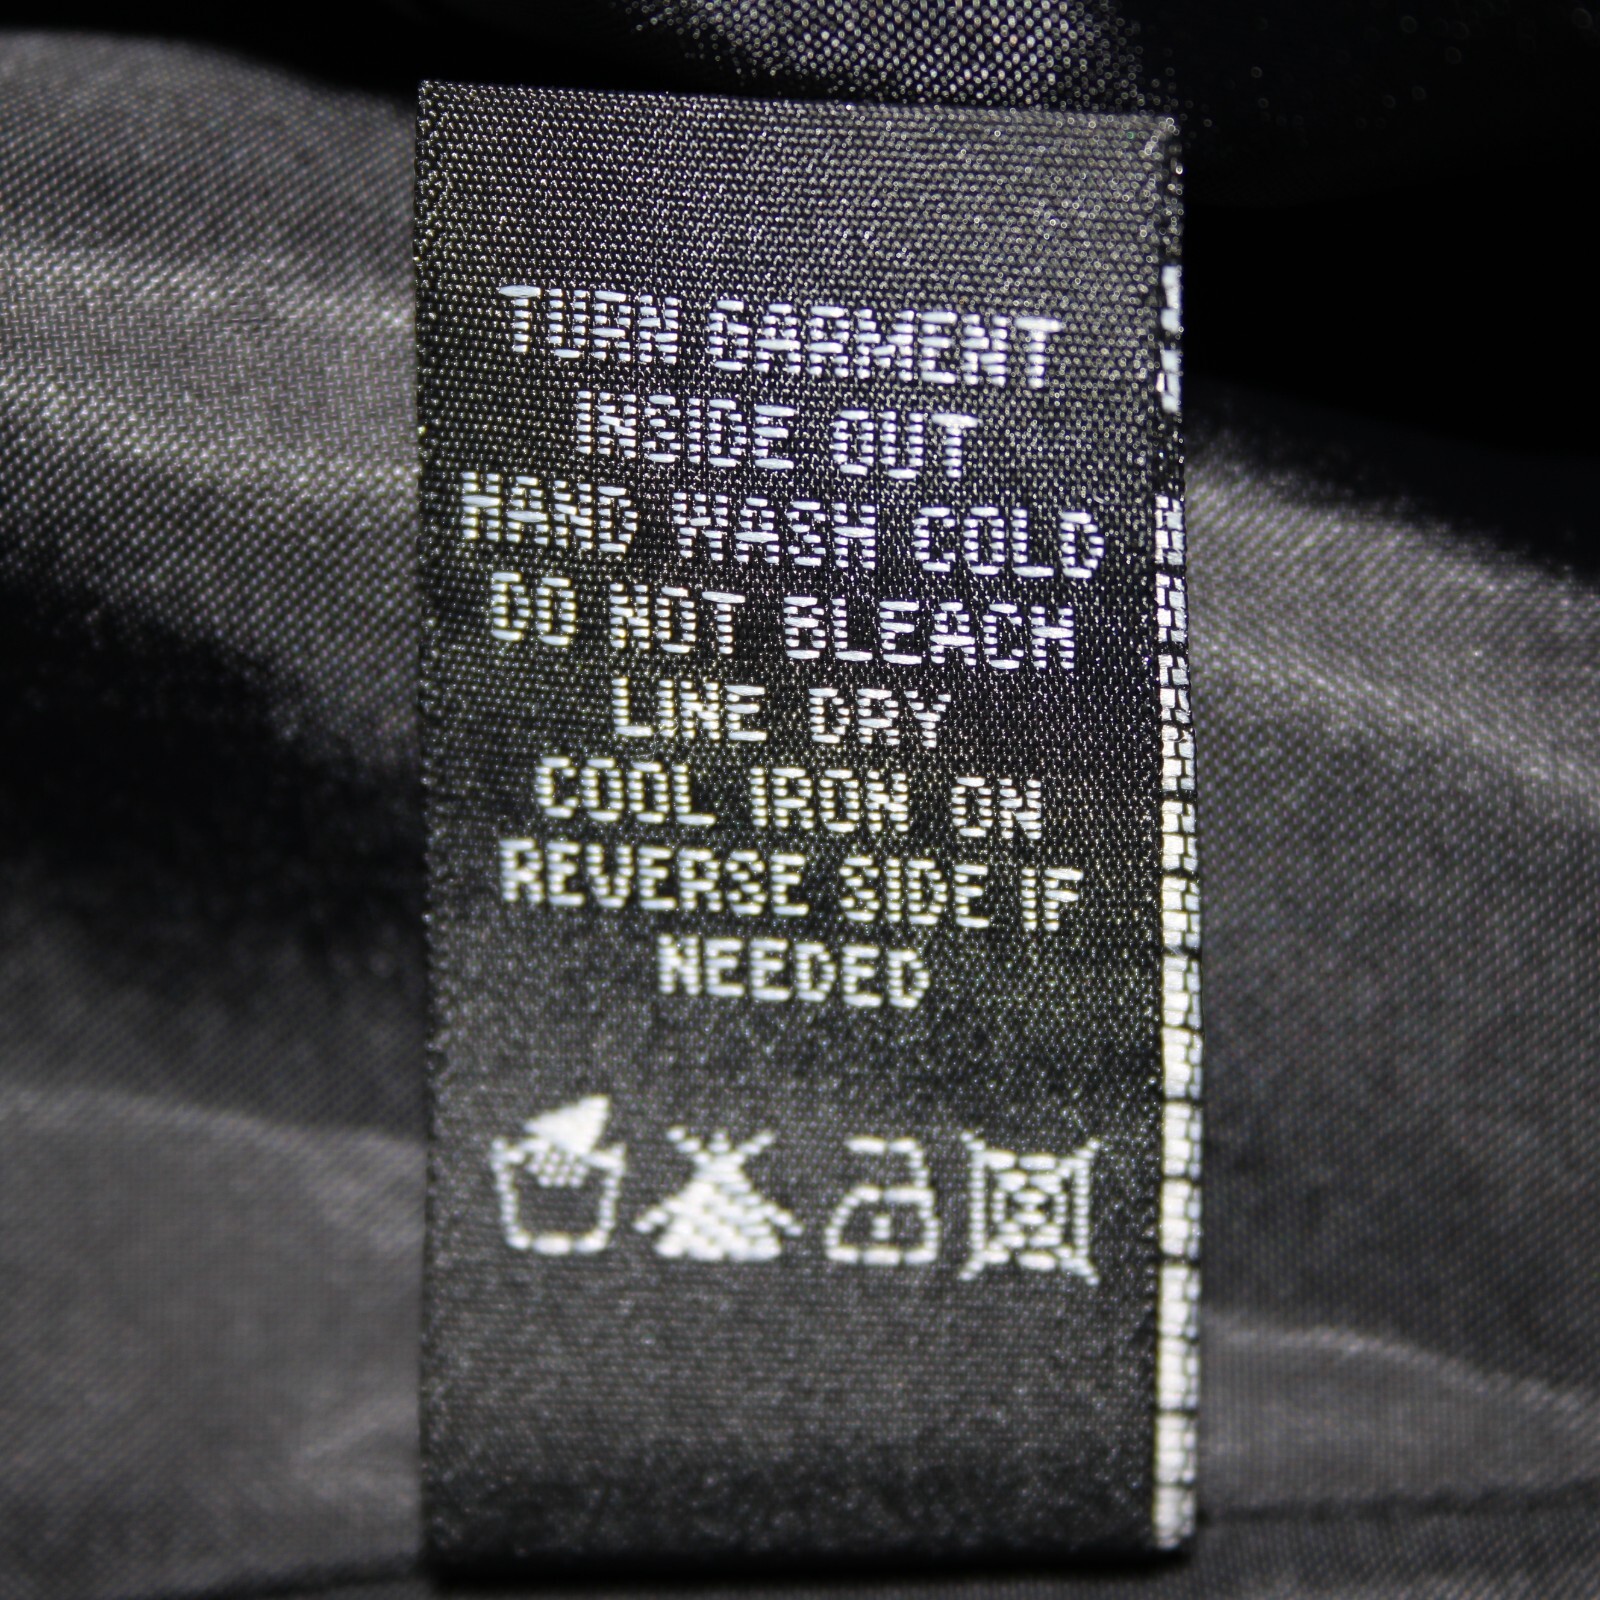 TURN GARMENT
INSIDE OUT
HAND WASH COLD
DO NOT BLEACH
LINE DRY
COOL IRON ON
REVERSE SIDE IF
NEEDED